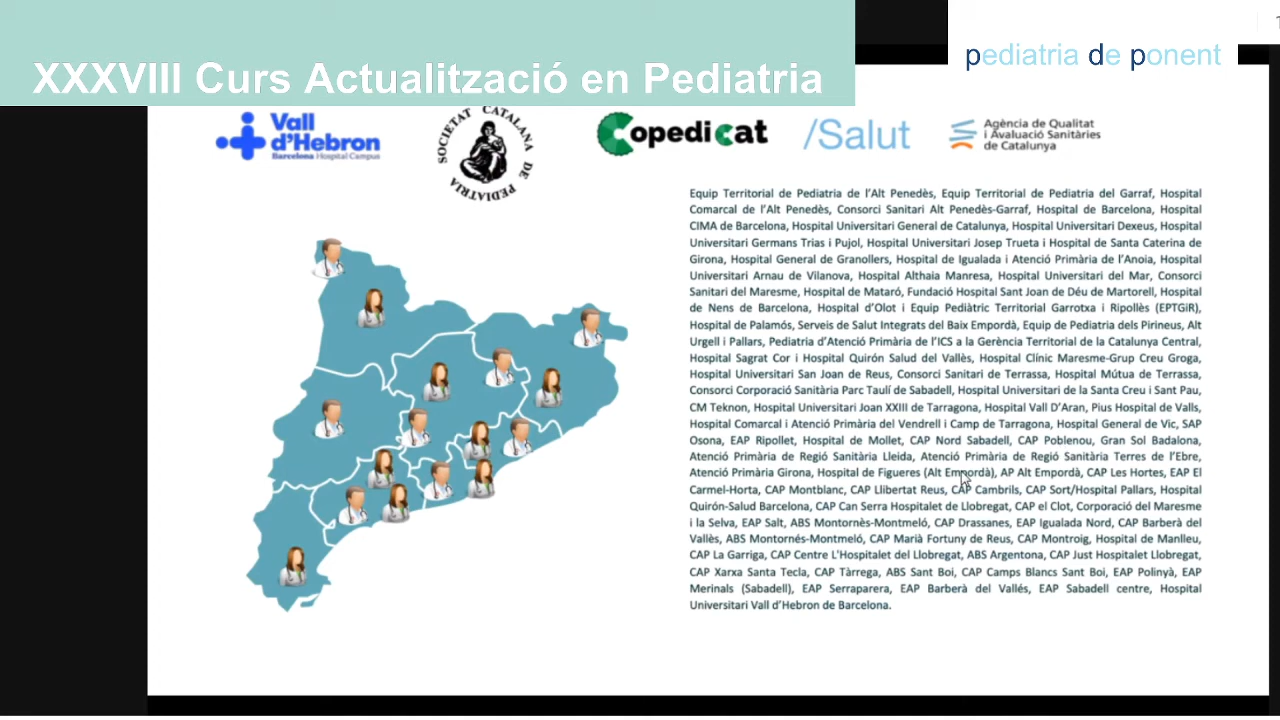 XXXVIII Curs Actualització en Pediatria
pediatria de ponent
Vall
d'Hebron
Barcelona Hospital Campus
SOCIETAT CATALANA DE PEDIATRIA
Copedicat
/Salut
Agència de Qualitat
i Avaluació Sanitàries
de Catalunya
Equip Territorial de Pediatria de l'Alt Penedès, Equip Territorial de Pediatria del Garraf, Hospital
Comarcal de l'Alt Penedès, Consorci Sanitari Alt Penedès-Garraf, Hospital de Barcelona, Hospital
CIMA de Barcelona, Hospital Universitari General de Catalunya, Hospital Universitari Dexeus, Hospital
Universitari Germans Trias i Pujol, Hospital Universitari Josep Trueta i Hospital de Santa Caterina de
Girona, Hospital General de Granollers, Hospital de Igualada i Atenció Primària de l'Anoia, Hospital
Universitari Arnau de Vilanova, Hospital Althaia Manresa, Hospital Universitari del Mar, Consorci
Sanitari del Maresme, Hospital de Mataró, Fundació Hospital Sant Joan de Déu de Martorell, Hospital
de Nens de Barcelona, Hospital d'Olot i Equip Pediàtric Territorial Garrotxa i Ripollès (EPTGiR),
Hospital de Palamós, Serveis de Salut Integrats del Baix Empordà, Equip de Pediatria dels Pirineus, Alt
Urgell i Pallars, Pediatria d'Atenció Primària de l'ICS a la Gerència Territorial de la Catalunya Central,
Hospital Sagrat Cor i Hospital Quirón Salud del Vallès, Hospital Clínic Maresme-Grup Creu Groga,
Hospital Universitari San Joan de Reus, Consorci Sanitari de Terrassa, Hospital Mútua de Terrassa,
Consorci Corporació Sanitària Parc Taulí de Sabadell, Hospital Universitari de la Santa Creu i Sant Pau,
CM Teknon, Hospital Universitari Joan XXIII de Tarragona, Hospital Vall D'Aran, Pius Hospital de Valls,
Hospital Comarcal i Atenció Primària del Vendrell i Camp de Tarragona, Hospital General de Vic, SAP
Osona, EAP Ripollet, Hospital de Mollet, CAP Nord Sabadell, CAP Poblenou, Gran Sol Badalona,
Atenció Primària de Regió Sanitària Lleida, Atenció Primària de Regió Sanitària Terres de l'Ebre,
Atenció Primària Girona, Hospital de Figueres (Alt Empordà), AP Alt Empordà, CAP Les Hortes, EAP El
Carmel-Horta, CAP Montblanc, CAP Llibertat Reus, CAP Cambrils, CAP Sort/Hospital Pallars, Hospital
Quirón-Salud Barcelona, CAP Can Serra Hospitalet de Llobregat, CAP el Clot, Corporació del Maresme
i la Selva, EAP Salt, ABS Montornès-Montmeló, CAP Drassanes, EAP Igualada Nord, CAP Barberà del
Vallès, ABS Montornés-Montmeló, CAP Marià Fortuny de Reus, CAP Montroig, Hospital de Manlleu,
CAP La Garriga, CAP Centre L'Hospitalet del Llobregat, ABS Argentona, CAP Just Hospitalet Llobregat,
CAP Xarxa Santa Tecla, CAP Tàrrega, ABS Sant Boi, CAP Camps Blancs Sant Boi, EAP Polinyà, EAP
Merinals (Sabadell), EAP Serraparera, EAP Barberà del Vallés, EAP Sabadell centre, Hospital
Universitari Vall d'Hebron de Barcelona.